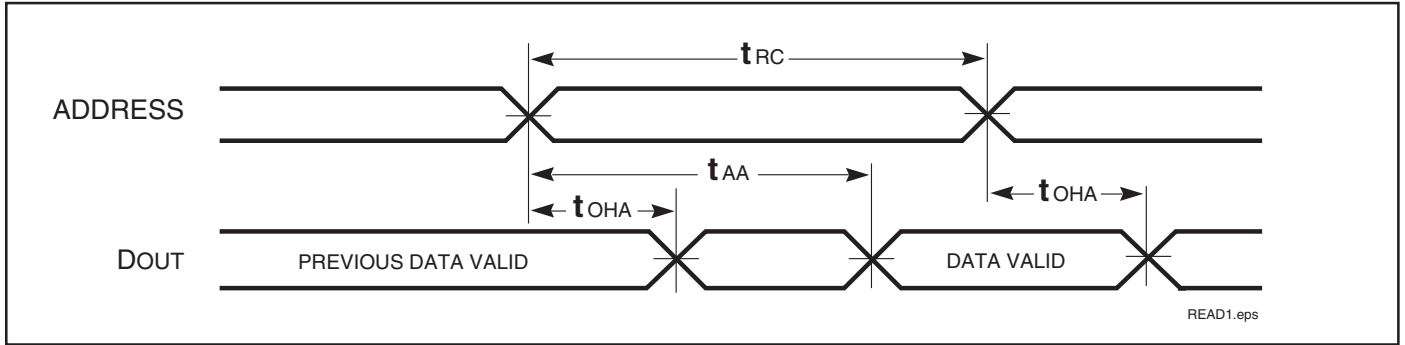 tRC
ADDRESS
tAA
tOHA
tOHA
DOUT
PREVIOUS DATA VALID
DATA VALID
READ1.eps